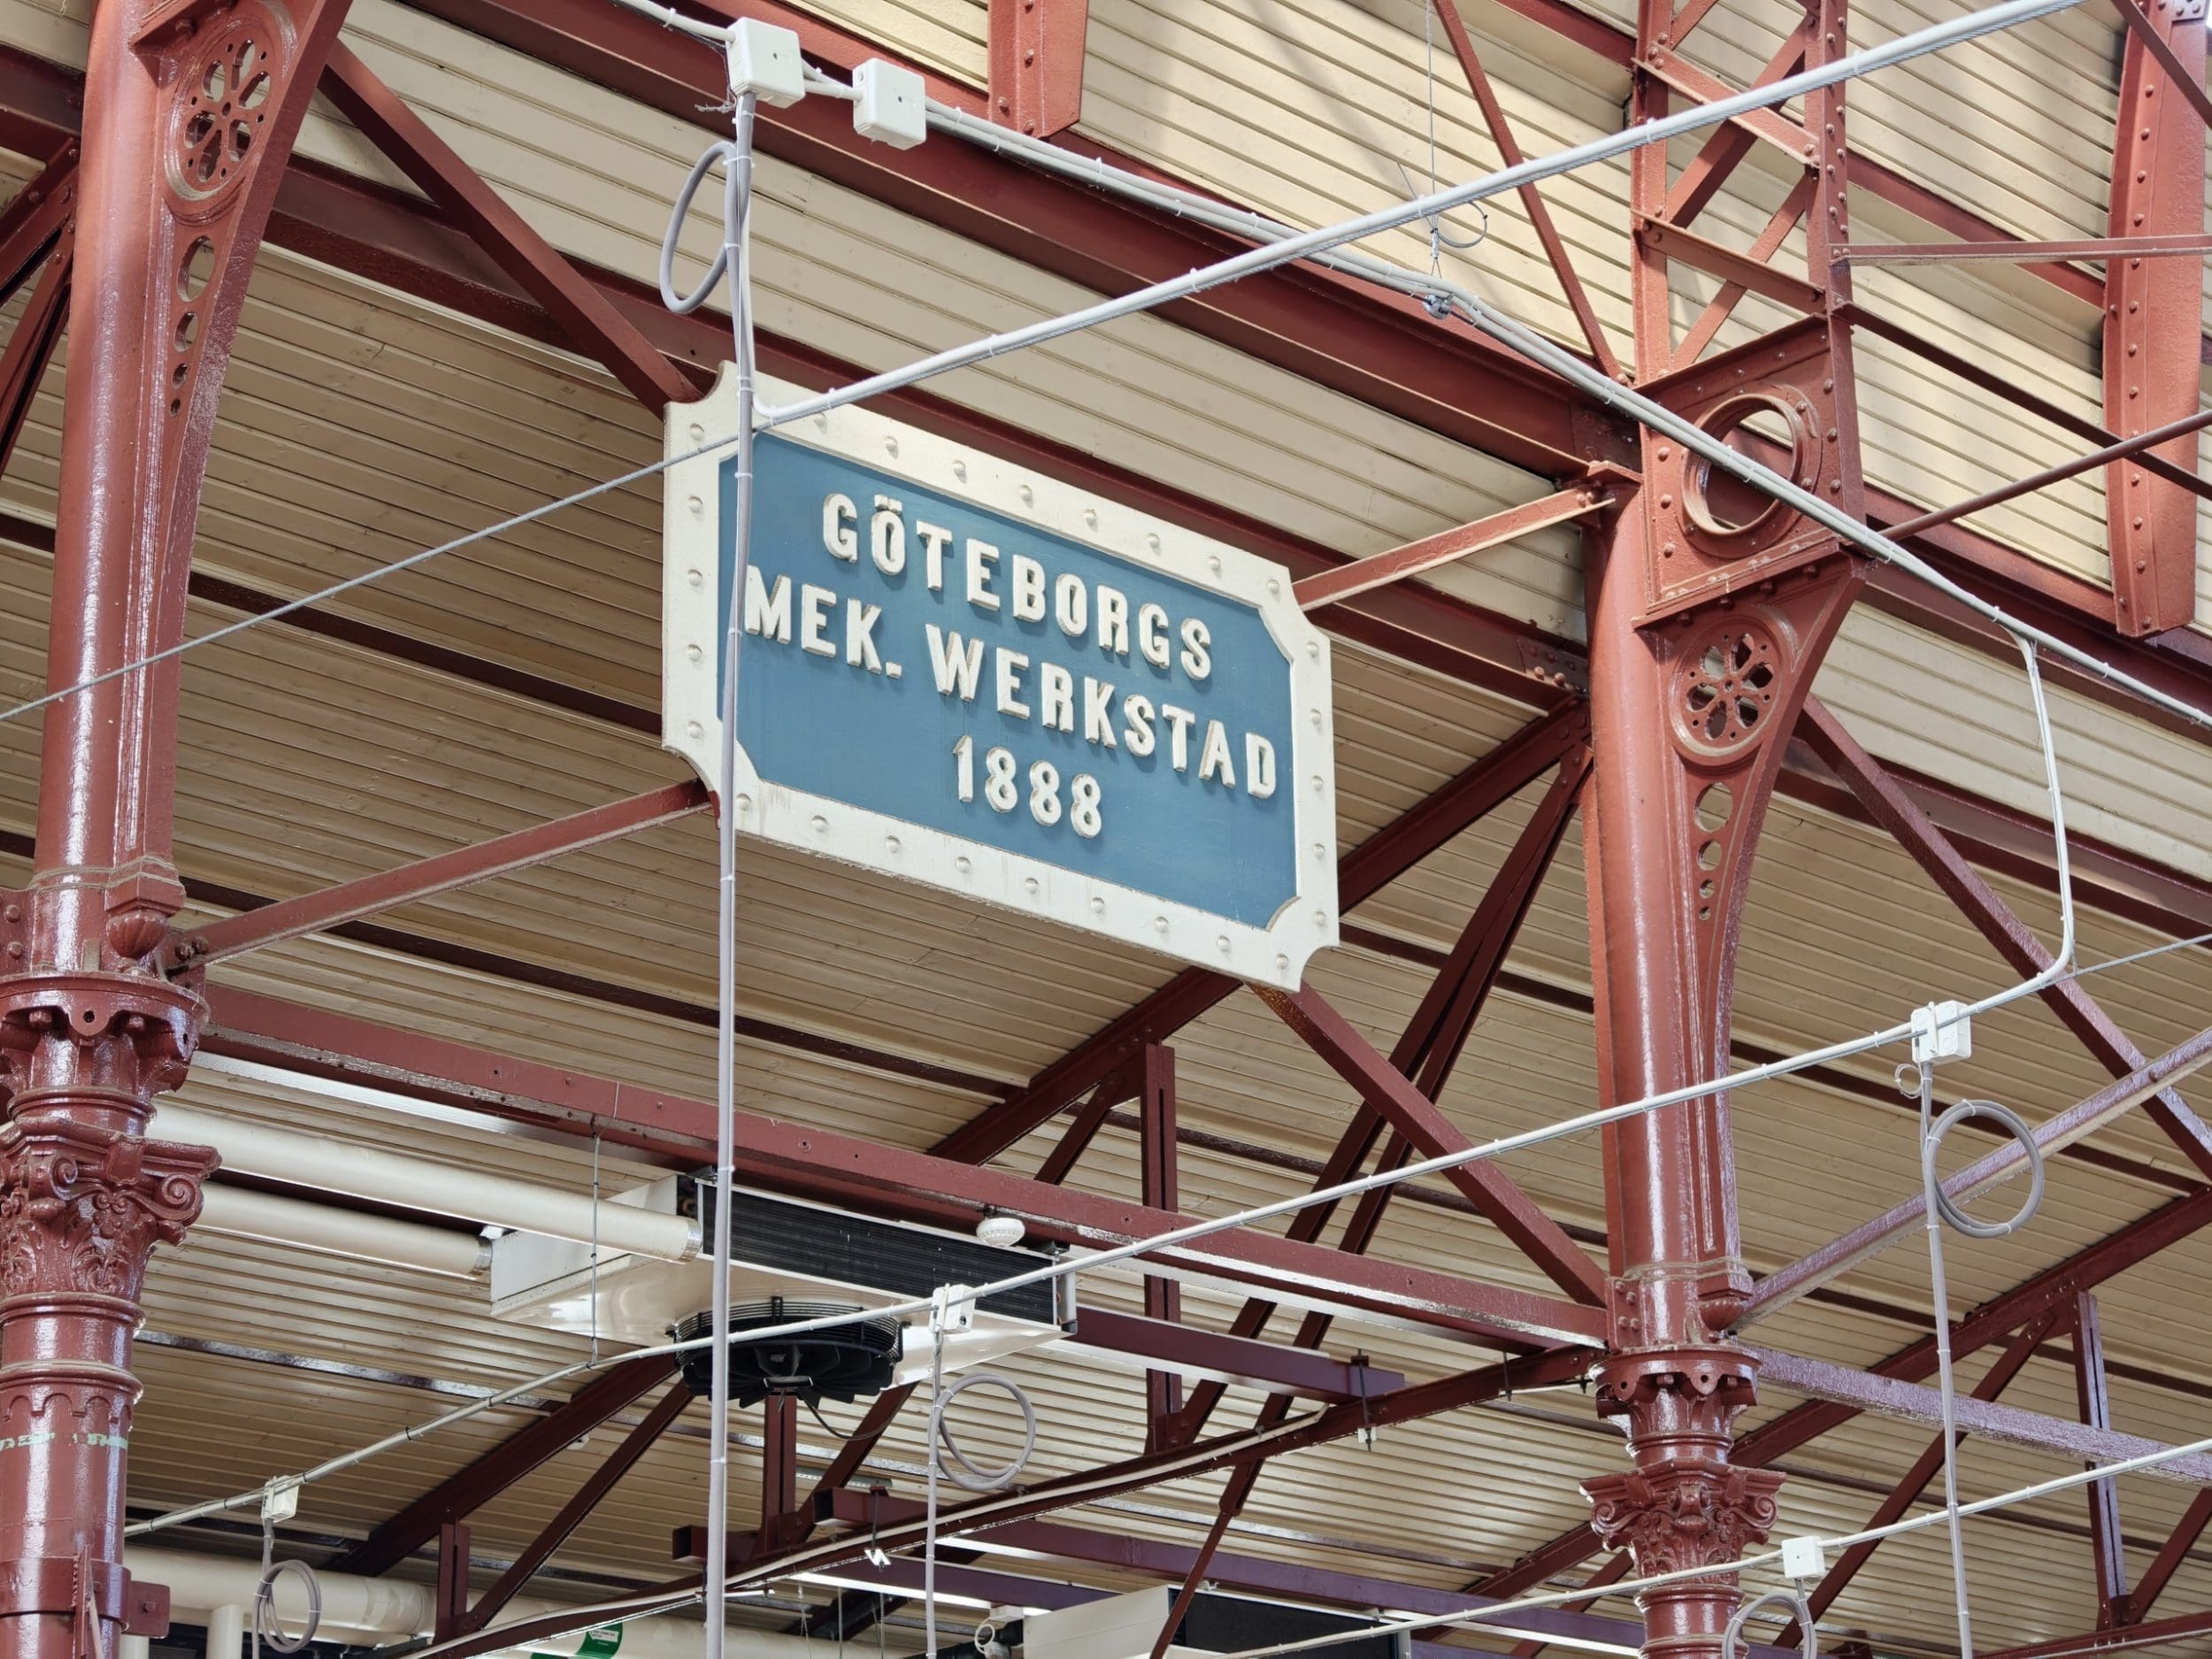 GÖTEBORGS
MEK. WERKSTAD
1888